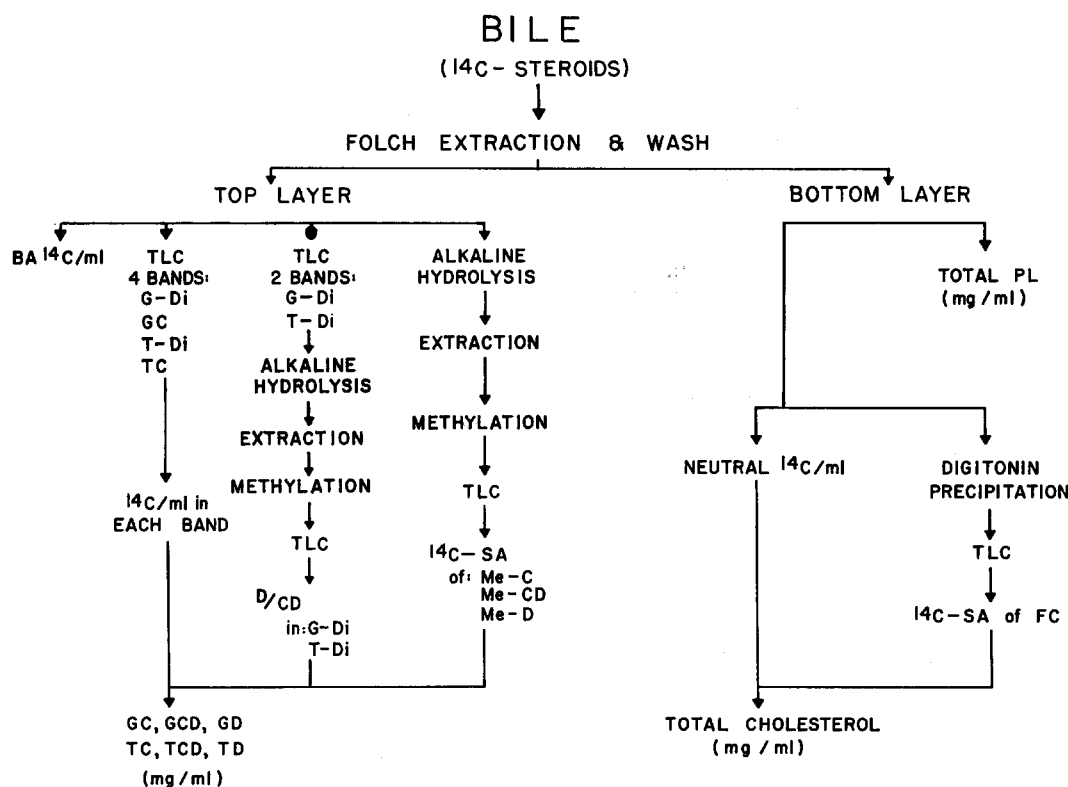 BILE
(14C-STEROIDS)
FOLCH EXTRACTION & WASH
TOP LAYER
BOTTOM LAYER
BA 14C/ml
TLC
4 BANDS:
G-Di
GC
T-Di
TC
14C/ml in
EACH BAND
TLC
2 BANDS:
G-Di
T-Di
ALKALINE
HYDROLYSIS
EXTRACTION
METHYLATION
TLC
D/CD
in: G-Di
T-Di
ALKALINE
HYDROLYSIS
EXTRACTION
METHYLATION
TLC
14C-SA
of: Me-C
Me-CD
Me-D
GC, GCD, GD
TC, TCD, TD
(mg/ml)
TOTAL PL
(mg/ml)
NEUTRAL 14C/ml
DIGITONIN
PRECIPITATION
TLC
14C-SA of FC
TOTAL CHOLESTEROL
(mg/ml)